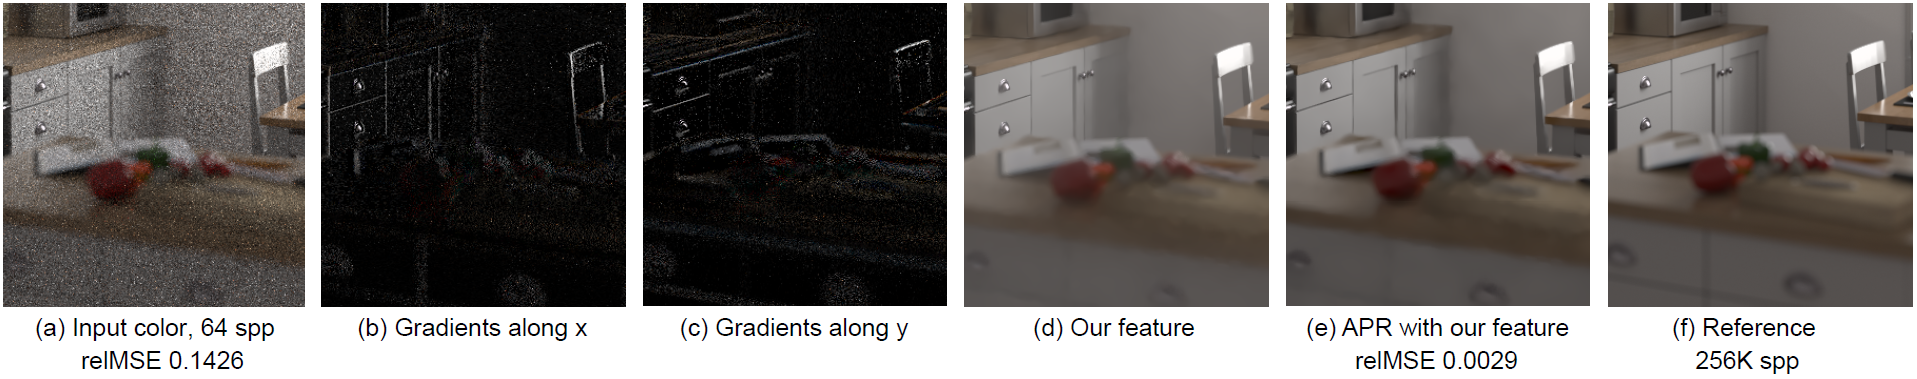 (a) Input color, 64 spp
relMSE 0.1426
(b) Gradients along x
(c) Gradients along y
(d) Our feature
(e) APR with our feature
relMSE 0.0029
(f) Reference
256K spp